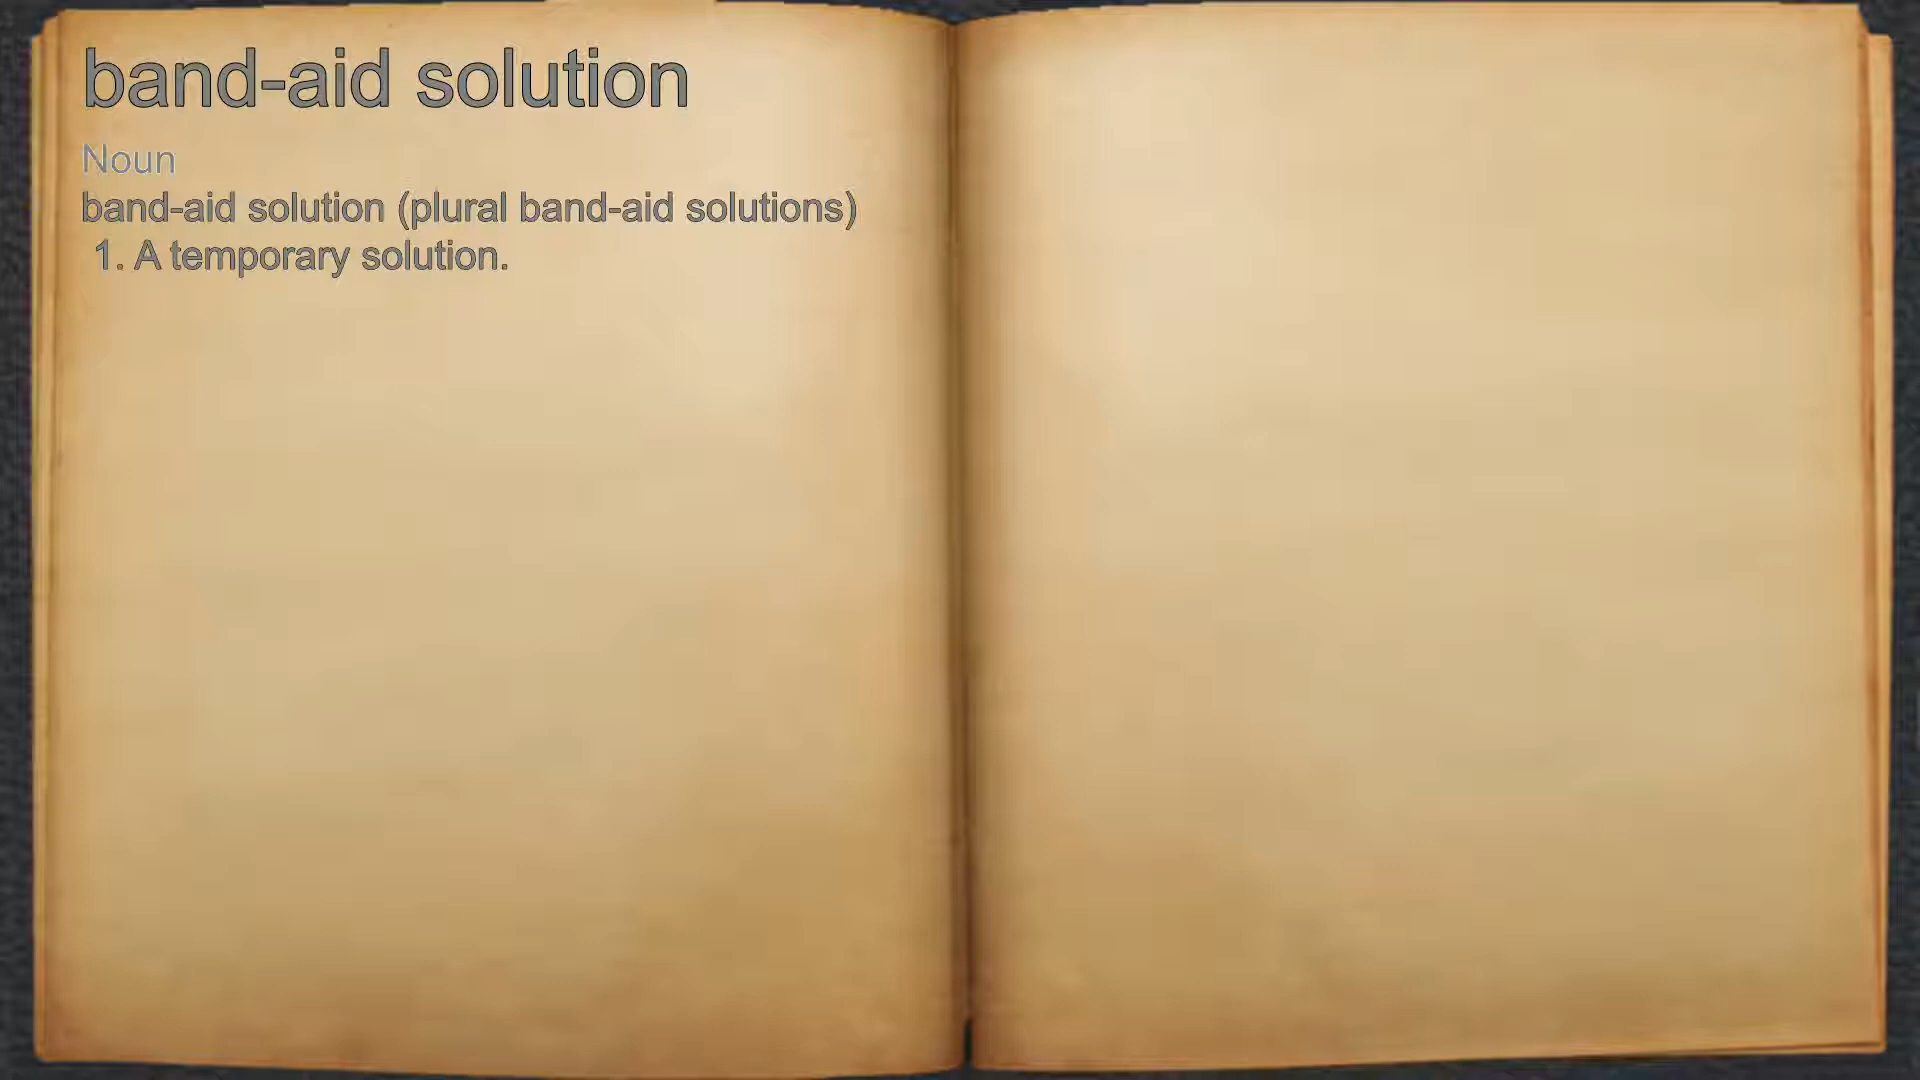 band-aid solution
Noun
band-aid solution (plural band-aid solutions)
1. A temporary solution.